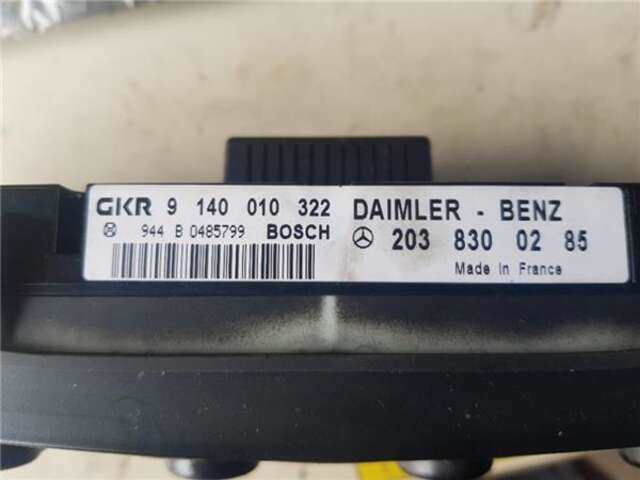 GKR 9 140 010 322 DAIMLER - BENZ
944 B 0485799 BOSCH 203 830 02 85
Made In France